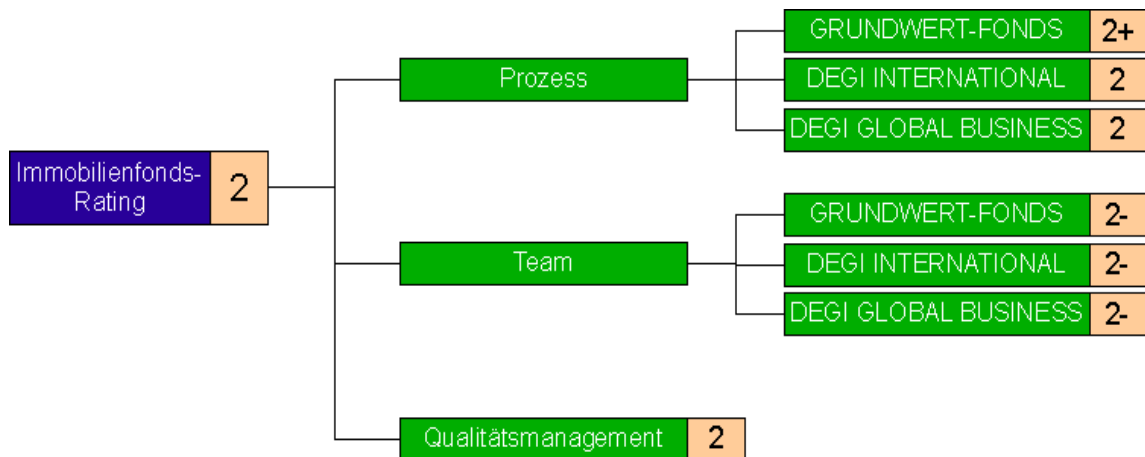 GRUNDWERT-FONDS 2+
Prozess
DEGI INTERNATIONAL 2
DEGI GLOBAL BUSINESS 2
Immobilienfonds-
Rating
2
GRUNDWERT-FONDS 2-
Team
DEGI INTERNATIONAL 2-
DEGI GLOBAL BUSINESS 2-
Qualitätsmanagement 2